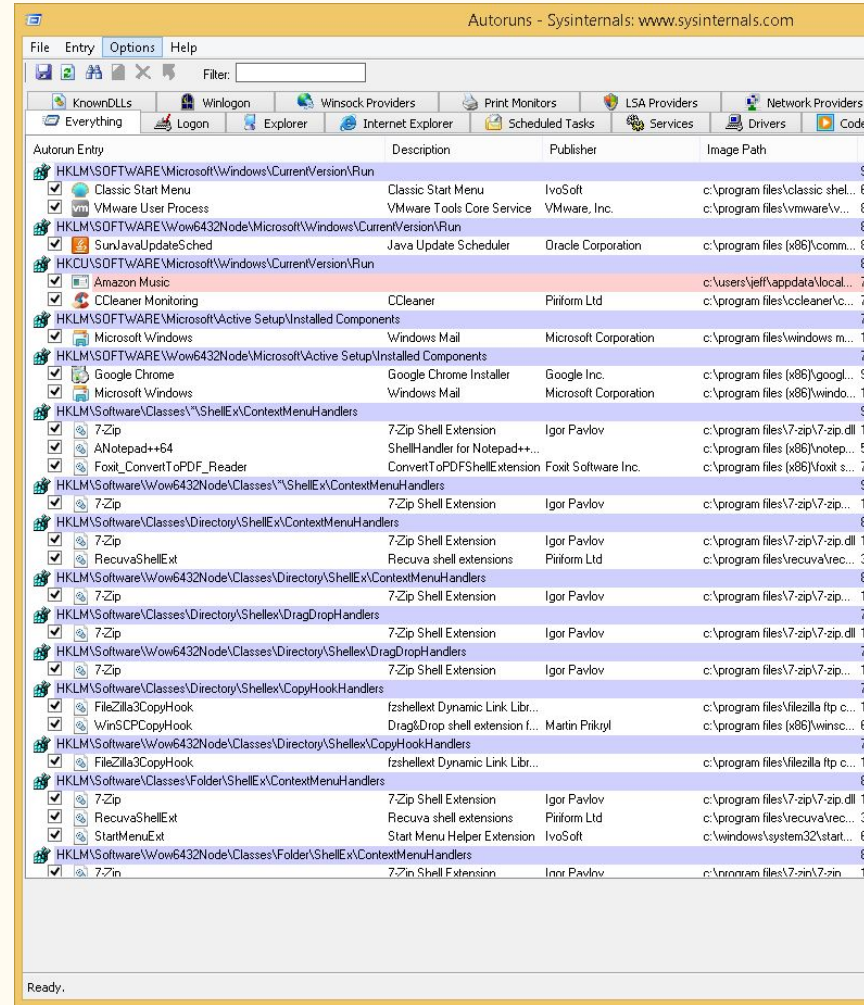 Autoruns - Sysinternals: www.sysinternals.com
File Entry Options Help
Filter:
KnownDLLs Winlogon Winsock Providers Print Monitors LSA Providers Network Providers
Everything Logon Explorer Internet Explorer Scheduled Tasks Services Drivers Code
Autorun Entry Description Publisher Image Path
HKLM\SOFTWARE\Microsoft\Windows\CurrentVersion\Run
Classic Start Menu Classic Start Menu IvoSoft c:\program files\classic shel...
VMware User Process VMware Tools Core Service VMware, Inc. c:\program files\vmware\v...
HKLM\SOFTWARE\Wow6432Node\Microsoft\Windows\CurrentVersion\Run
SunJavaUpdateSched Java Update Scheduler Oracle Corporation c:\program files (x86)\comm...
HKCU\SOFTWARE\Microsoft\Windows\CurrentVersion\Run
Amazon Music c:\users\jeff\appdata\local...
CCleaner Monitoring CCleaner Piriform Ltd c:\program files\ccleaner\c...
HKLM\SOFTWARE\Microsoft\Active Setup\Installed Components
Microsoft Windows Windows Mail Microsoft Corporation c:\program files\windows m...
HKLM\SOFTWARE\Wow6432Node\Microsoft\Active Setup\Installed Components
Google Chrome Google Chrome Installer Google Inc. c:\program files (x86)\googl...
Microsoft Windows Windows Mail Microsoft Corporation c:\program files (x86)\windo...
HKLM\Software\Classes\*\ShellEx\ContextMenuHandlers
7-Zip 7-Zip Shell Extension Igor Pavlov c:\program files\7-zip\7-zip.dll
ANotepad++64 ShellHandler for Notepad++... c:\program files (x86)\notep...
Foxit_ConvertToPDF_Reader ConvertToPDFShellExtension Foxit Software Inc. c:\program files (x86)\foxit s...
HKLM\Software\Wow6432Node\Classes\*\ShellEx\ContextMenuHandlers
7-Zip 7-Zip Shell Extension Igor Pavlov c:\program files\7-zip\7-zip...
HKLM\Software\Classes\Directory\ShellEx\ContextMenuHandlers
7-Zip 7-Zip Shell Extension Igor Pavlov c:\program files\7-zip\7-zip.dll
RecuvaShellExt Recuva shell extensions Piriform Ltd c:\program files\recuva\rec...
HKLM\Software\Wow6432Node\Classes\Directory\ShellEx\ContextMenuHandlers
7-Zip 7-Zip Shell Extension Igor Pavlov c:\program files\7-zip\7-zip...
HKLM\Software\Classes\Directory\Shellex\DragDropHandlers
7-Zip 7-Zip Shell Extension Igor Pavlov c:\program files\7-zip\7-zip.dll
HKLM\Software\Wow6432Node\Classes\Directory\Shellex\DragDropHandlers
7-Zip 7-Zip Shell Extension Igor Pavlov c:\program files\7-zip\7-zip...
HKLM\Software\Classes\Directory\Shellex\CopyHookHandlers
FileZilla3CopyHook fzshellext Dynamic Link Libr... c:\program files\filezilla ftp c...
WinSCPCopyHook Drag&Drop shell extension f... Martin Prikryl c:\program files (x86)\winsc...
HKLM\Software\Wow6432Node\Classes\Directory\Shellex\CopyHookHandlers
FileZilla3CopyHook fzshellext Dynamic Link Libr... c:\program files\filezilla ftp c...
HKLM\Software\Classes\Folder\ShellEx\ContextMenuHandlers
7-Zip 7-Zip Shell Extension Igor Pavlov c:\program files\7-zip\7-zip.dll
RecuvaShellExt Recuva shell extensions Piriform Ltd c:\program files\recuva\rec...
StartMenuExt Start Menu Helper Extension IvoSoft c:\windows\system32\start...
HKLM\Software\Wow6432Node\Classes\Folder\ShellEx\ContextMenuHandlers
7-Zip 7-Zip Shell Extension Igor Pavlov c:\program files\7-zip\7-zip
Ready.